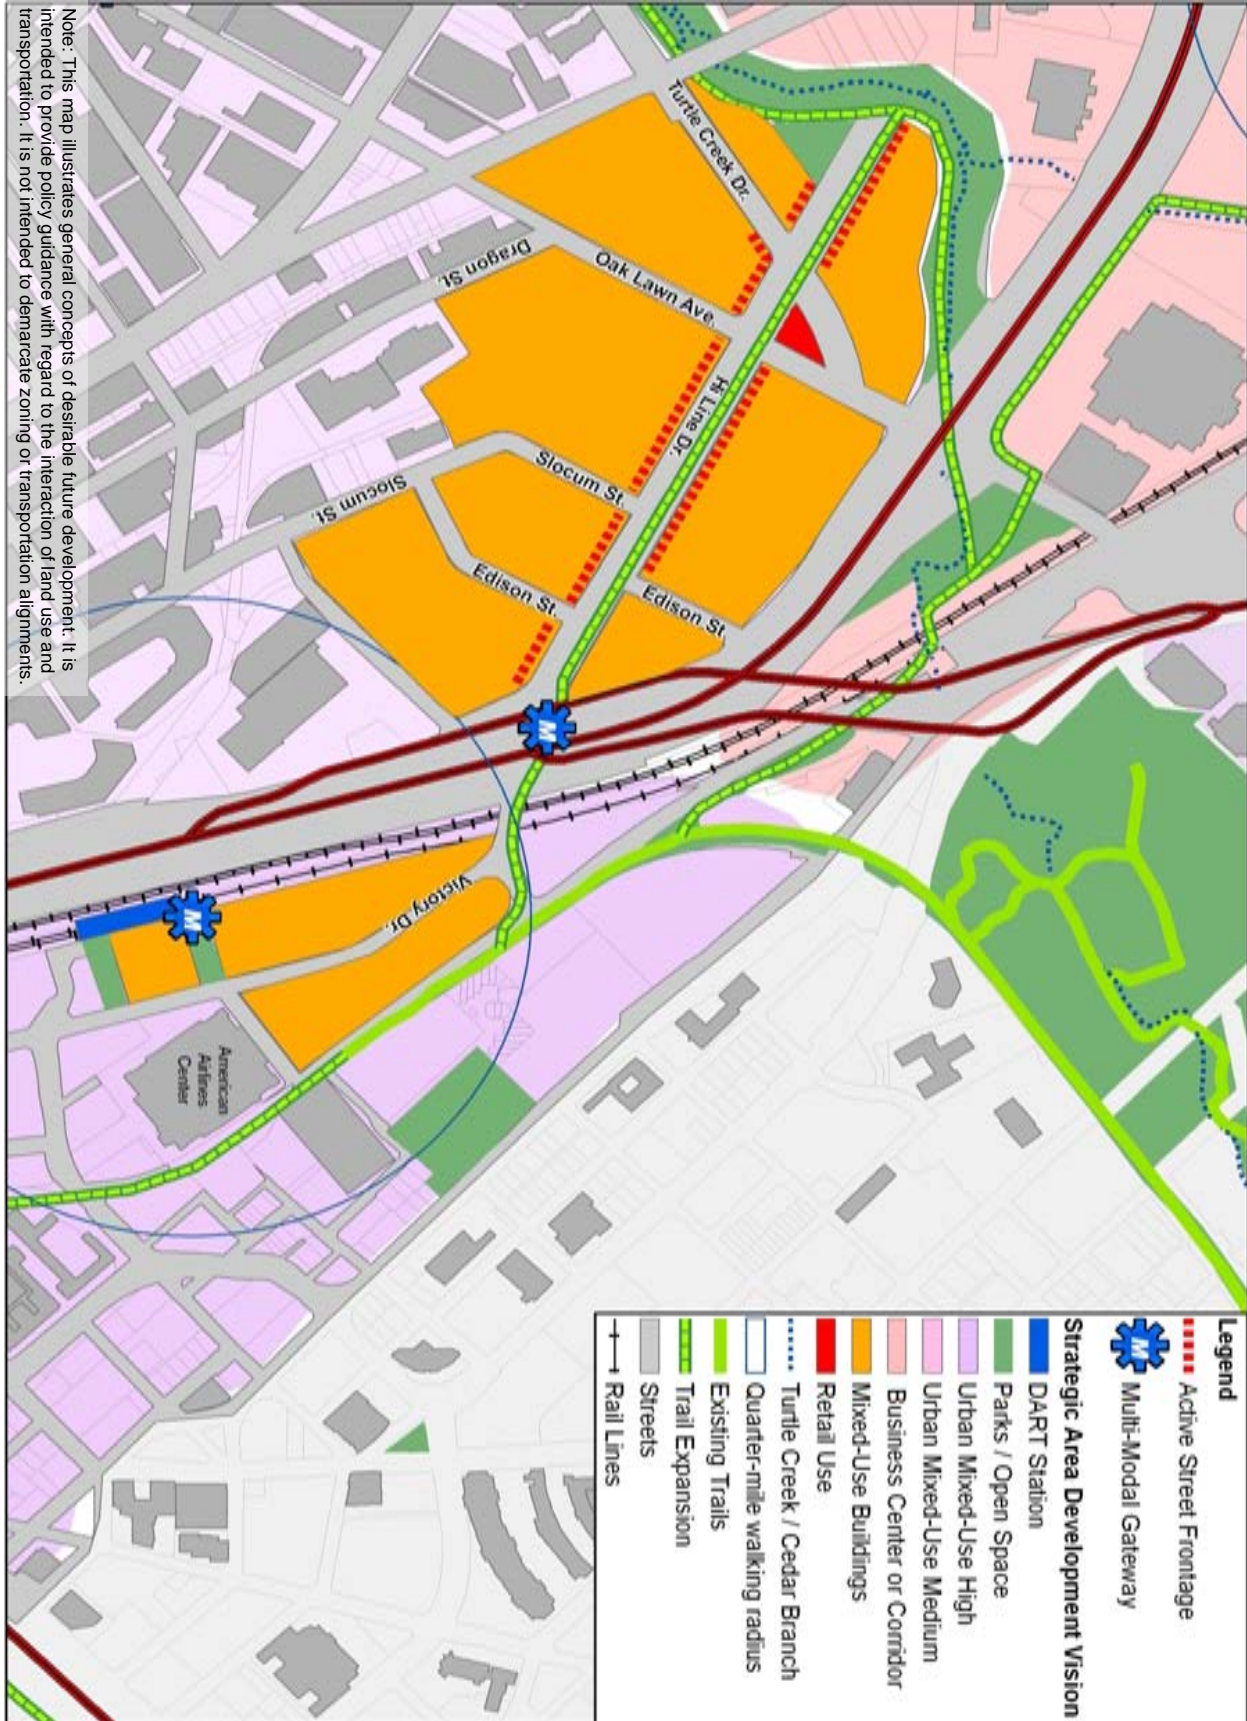 Legend
Active Street Frontage
M Multi-Modal Gateway
Strategic Area Development Vision
DART Station
Parks / Open Space
Urban Mixed-Use High
Urban Mixed-Use Medium
Business Center or Corridor
Mixed-Use Buildings
Retail Use
Turtle Creek / Cedar Branch
Quarter-mile walking radius
Existing Trails
Trail Expansion
Streets
Rail Lines
Turtle Creek Dr.
Oak Lawn Ave.
Dragon St.
Hi Line Dr.
Slocum St.
Slocum St.
Edison St.
Edison St
M
Victory Dr.
M
American
Airlines
Center
Note: This map illustrates general concepts of desirable future development. It is
intended to provide policy guidance with regard to the interaction of land use and
transportation. It is not intended to demarcate zoning or transportation alignments.